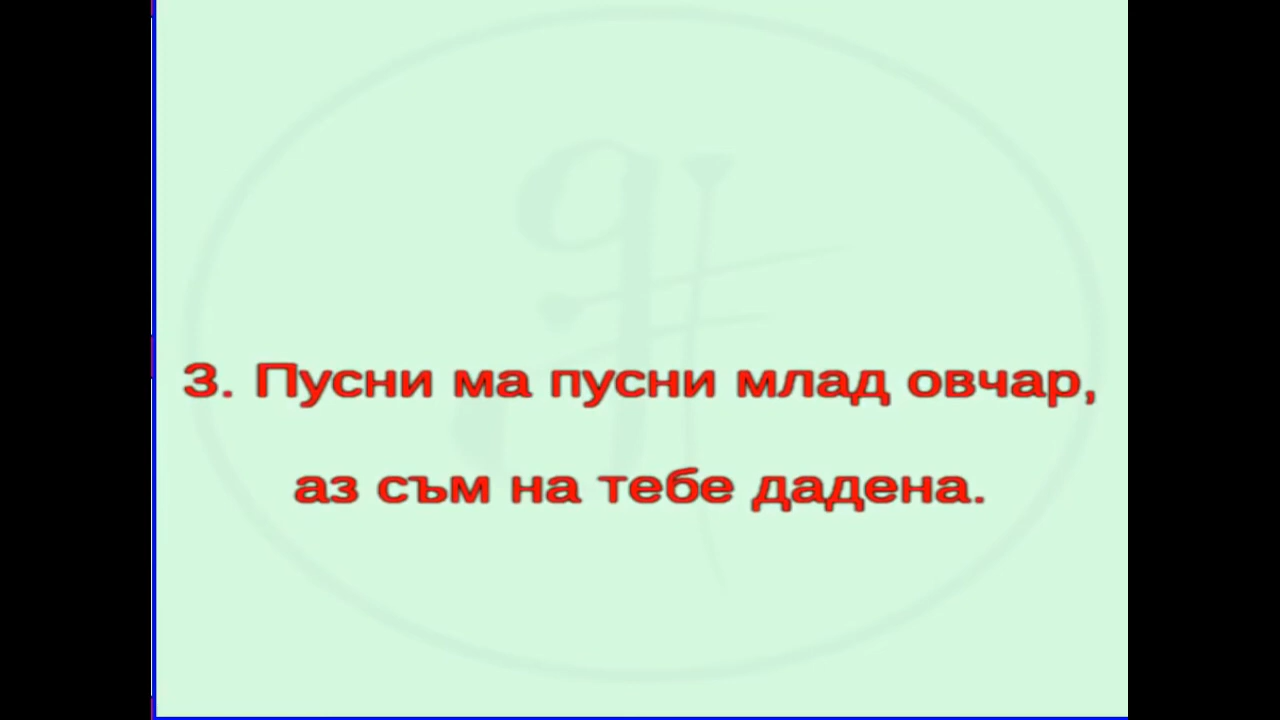 3. Пусни ма пусни млад овчар,
аз съм на тебе дадена.